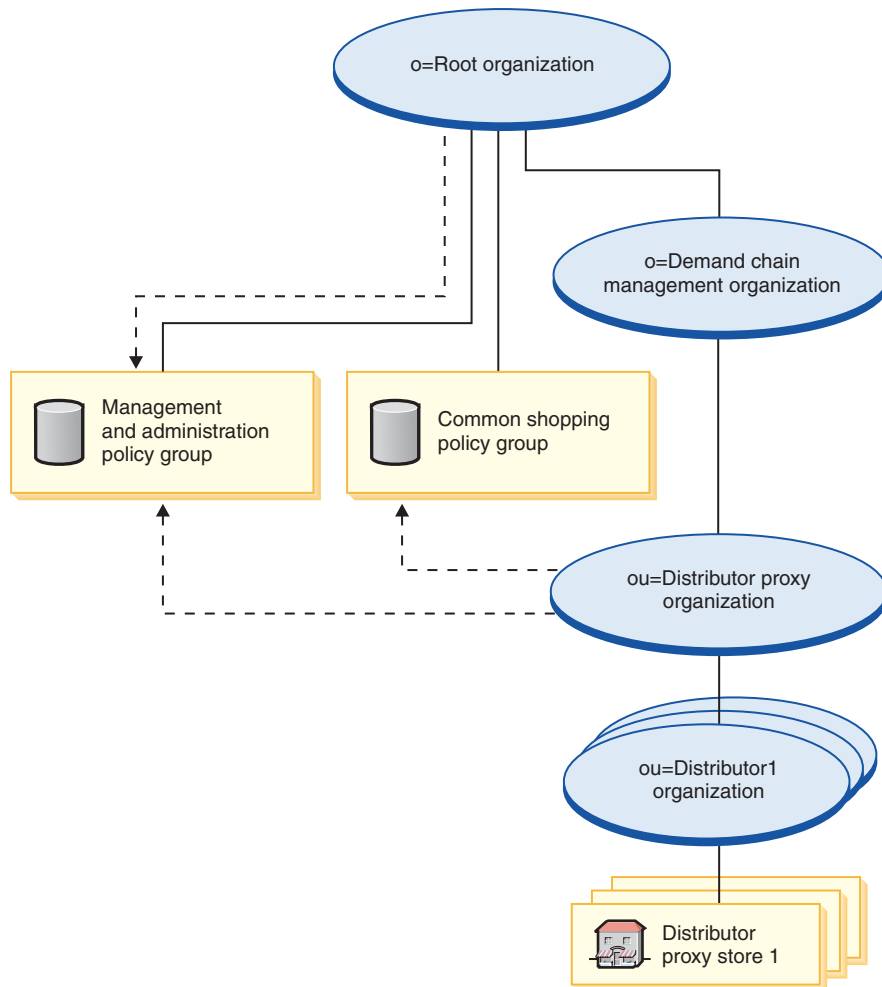 o=Root organization
o=Demand chain
management organization
Management
and administration
policy group
Common shopping
policy group
ou=Distributor proxy
organization
ou=Distributor1
organization
Distributor
proxy store 1